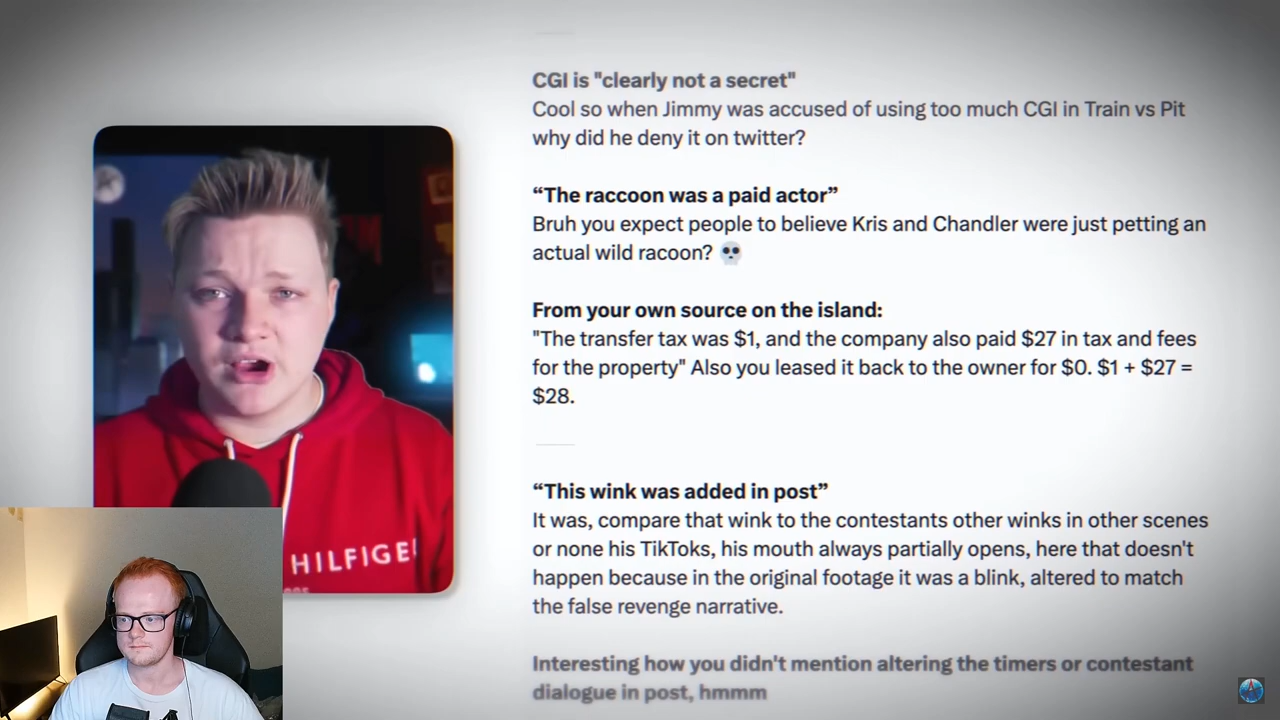 CGI is "clearly not a secret"
Cool so when Jimmy was accused of using too much CGI in Train vs Pit
why did he deny it on twitter?
“The raccoon was a paid actor”
Bruh you expect people to believe Kris and Chandler were just petting an
actual wild racoon? 💀
From your own source on the island:
"The transfer tax was $1, and the company also paid $27 in tax and fees
for the property" Also you leased it back to the owner for $0. $1 + $27 =
$28.
“This wink was added in post”
It was, compare that wink to the contestants other winks in other scenes
or none his TikToks, his mouth always partially opens, here that doesn't
happen because in the original footage it was a blink, altered to match
the false revenge narrative.
Interesting how you didn't mention altering the timers or contestant
dialogue in post, hmmm
HILFIGE